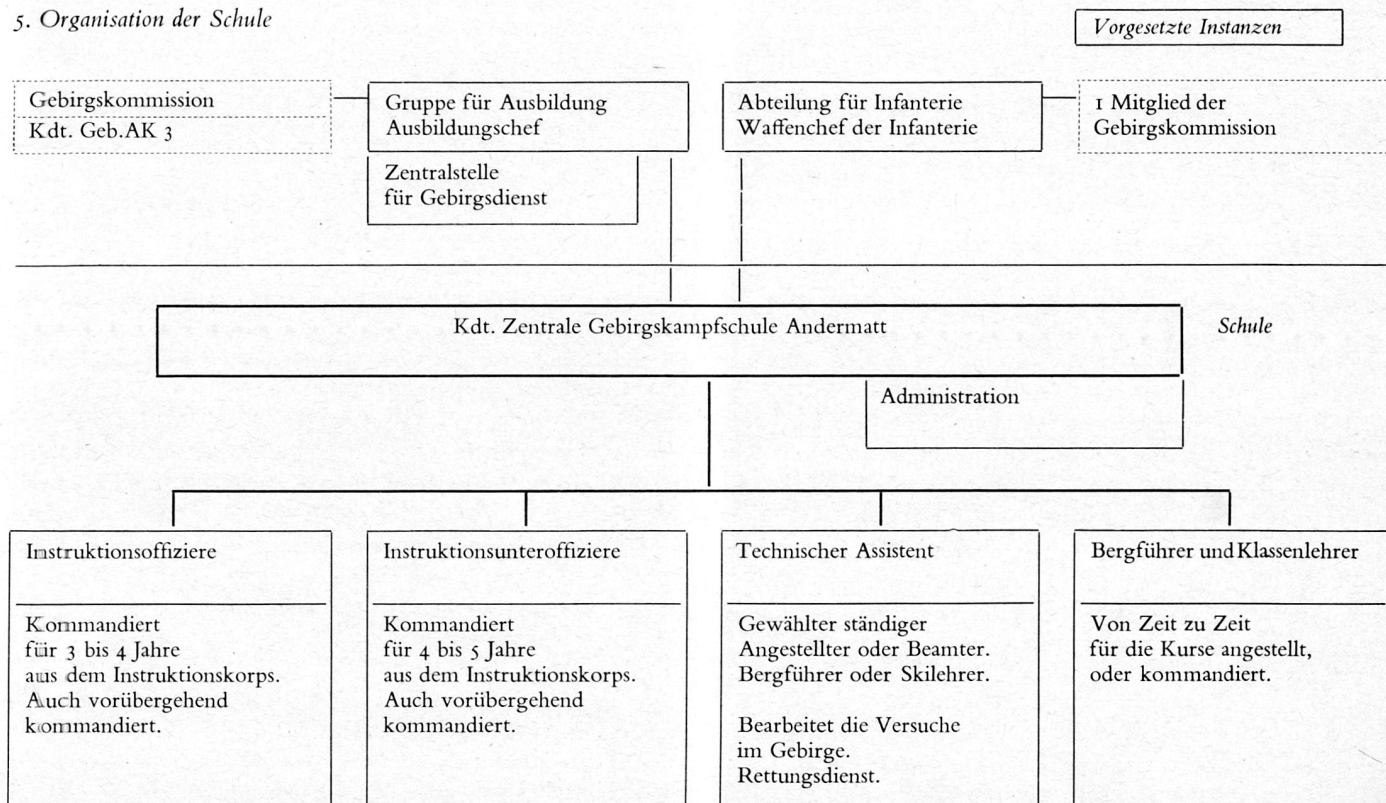 5. Organisation der Schule
Vorgesetzte Instanzen
Gebirgskommission
Kdt. Geb.AK 3
Gruppe für Ausbildung
Ausbildungschef
Zentralstelle
für Gebirgsdienst
Abteilung für Infanterie
Waffenchef der Infanterie
1 Mitglied der
Gebirgskommission
Kdt. Zentrale Gebirgskampfschule Andermatt
Schule
Administration
Instruktionsoffiziere
Kommandiert
für 3 bis 4 Jahre
aus dem Instruktionskorps.
Auch vorübergehend
kommandiert.
Instruktionsunteroffiziere
Kommandiert
für 4 bis 5 Jahre
aus dem Instruktionskorps.
Auch vorübergehend
kommandiert.
Technischer Assistent
Gewählter ständiger
Angestellter oder Beamter.
Bergführer oder Skilehrer.
Bearbeitet die Versuche
im Gebirge.
Rettungsdienst.
Bergführer und Klassenlehrer
Von Zeit zu Zeit
für die Kurse angestellt,
oder kommandiert.